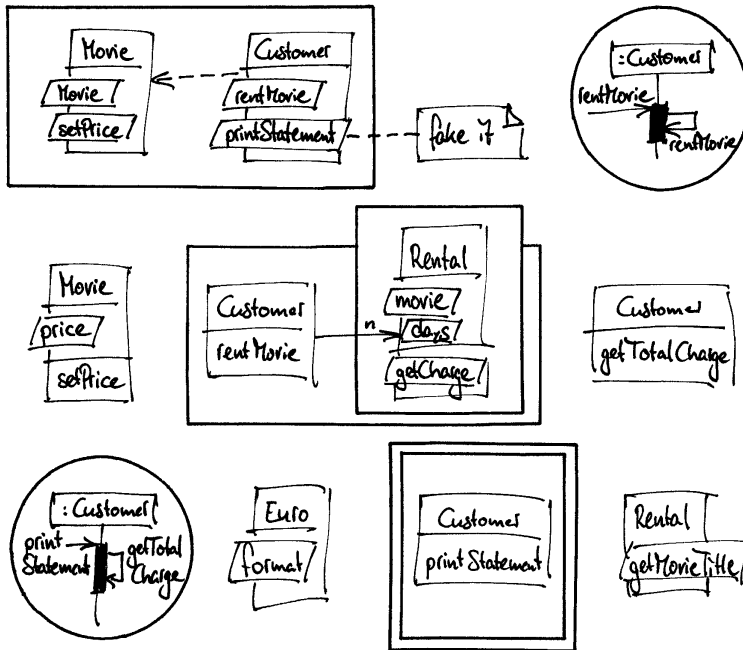 Movie
Movie
setPrice
Customer
rentMovie
printStatement
fake it
:Customer
rentMovie
rentMovie
Movie
price
setPrice
Customer
rentMovie
n
Rental
movie
days
getCharge
Customer
getTotalCharge
:Customer
print
Statement
getTotal
Charge
Euro
format
Customer
printStatement
Rental
getMovieTitle